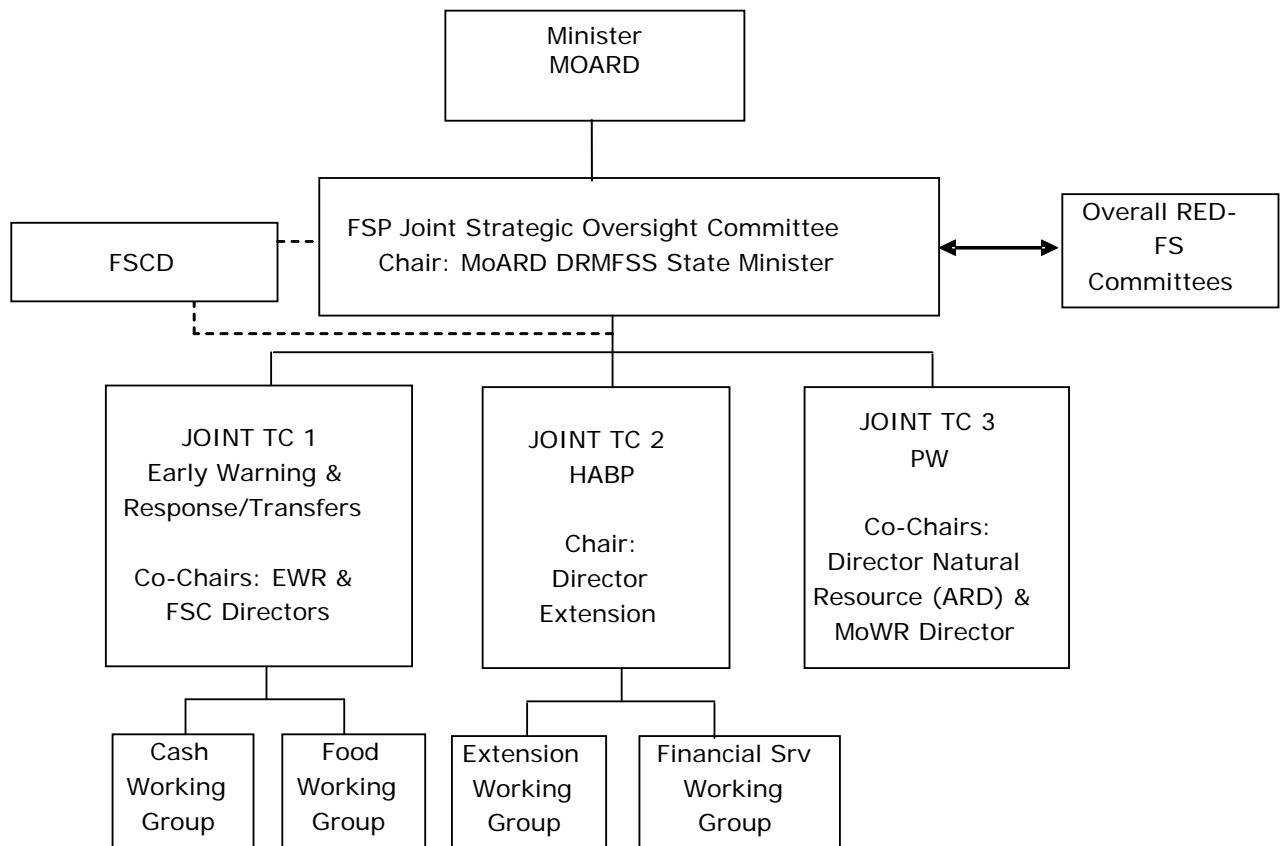 Minister
MOARD
FSCD
FSP Joint Strategic Oversight Committee
Chair: MoARD DRMFSS State Minister
Overall RED-
FS
Committees
JOINT TC 1
Early Warning &
Response/Transfers
Co-Chairs: EWR &
FSC Directors
JOINT TC 2
HABP
Chair:
Director
Extension
JOINT TC 3
PW
Co-Chairs:
Director Natural
Resource (ARD) &
MoWR Director
Cash
Working
Group
Food
Working
Group
Extension
Working
Group
Financial Srv
Working
Group